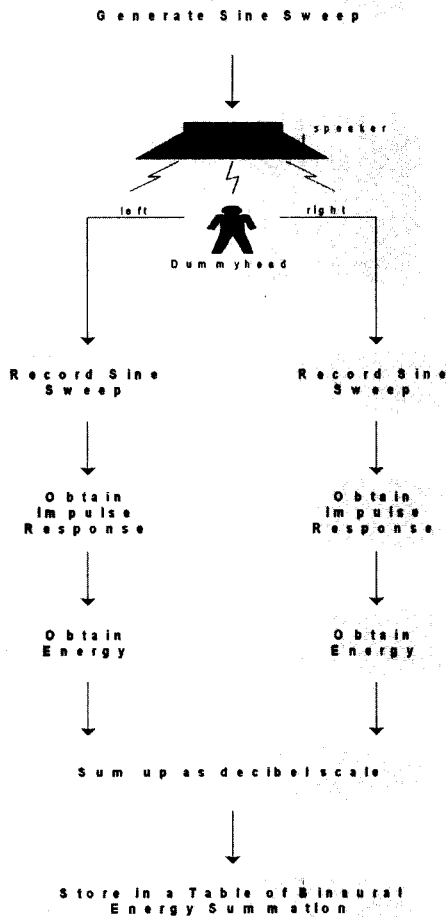 Generate Sine Sweep
speaker
left
right
Dummyhead
Record Sine
Sweep
Record Sine
Sweep
Obtain
Impulse
Response
Obtain
Impulse
Response
Obtain
Energy
Obtain
Energy
Sum up as decibel scale
Store in a Table of Binaural
Energy Summation